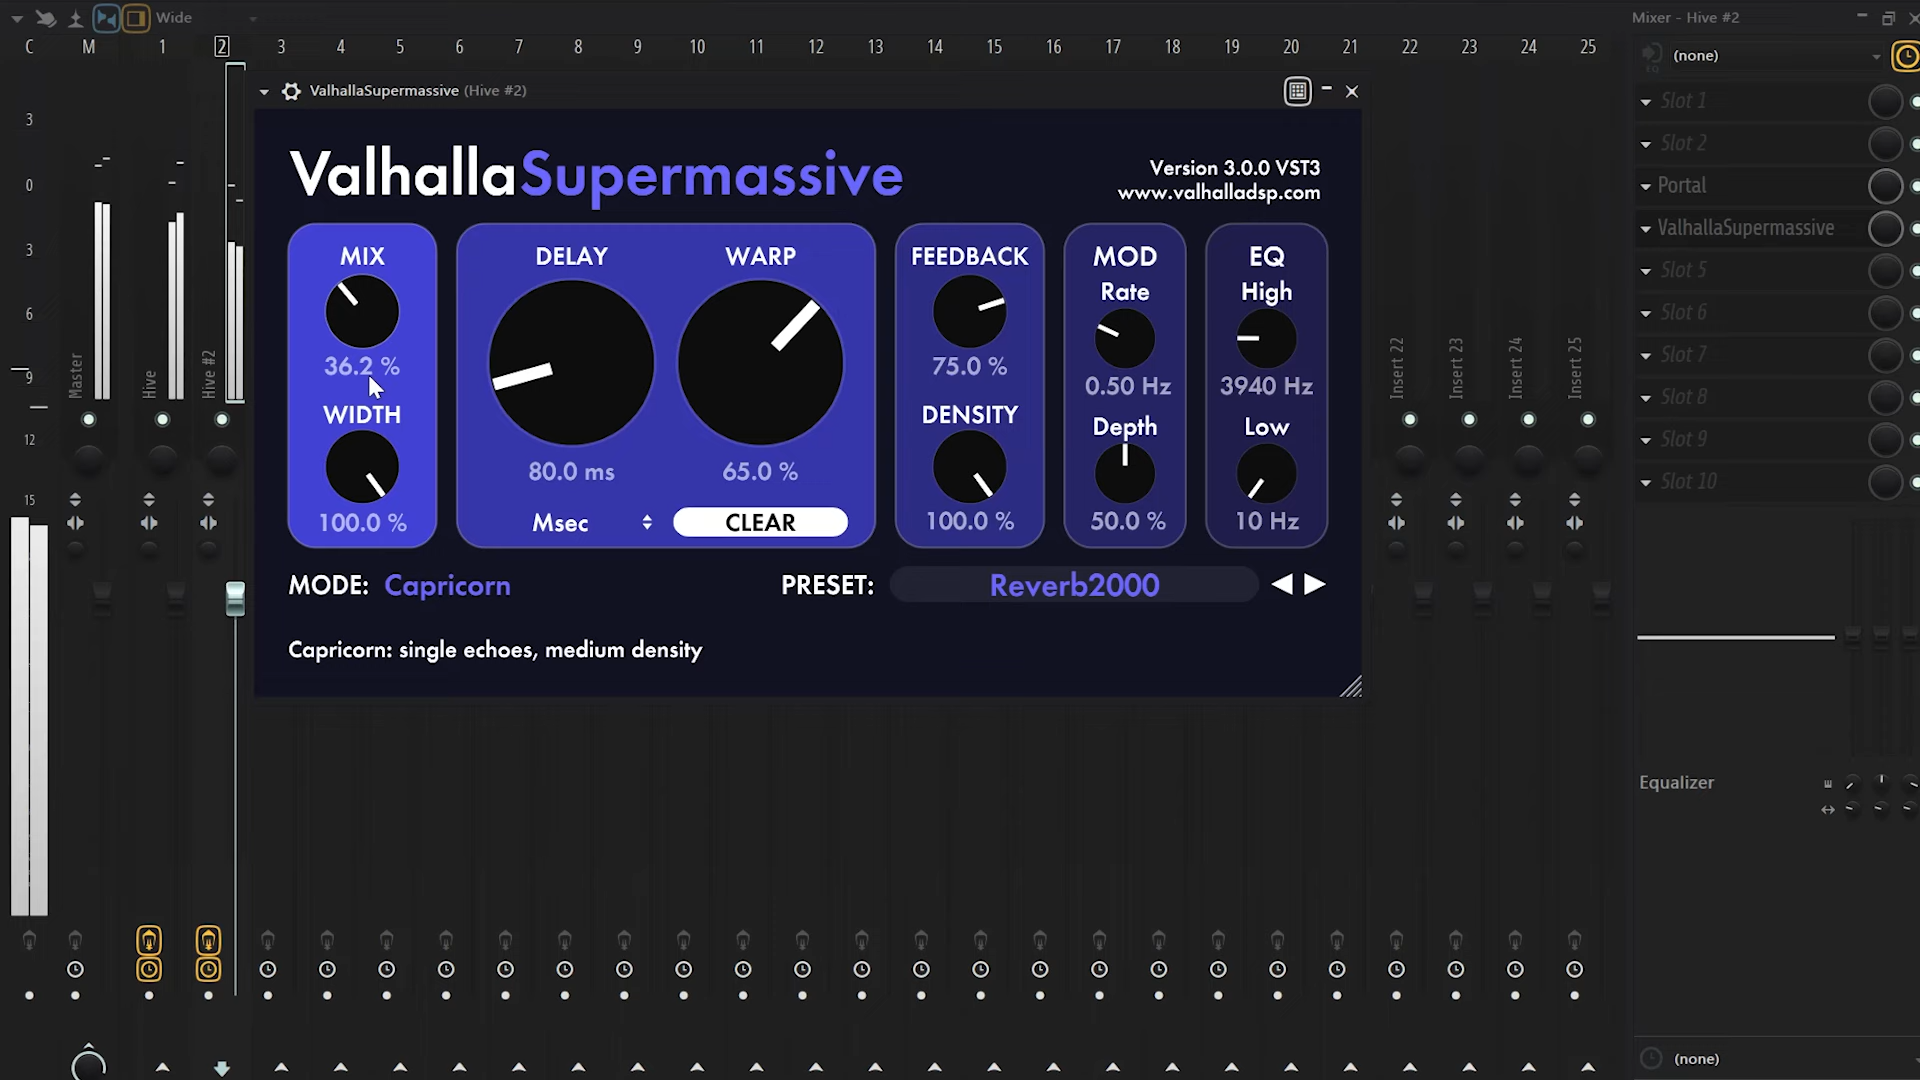 Wide
Mixer - Hive #2
C M 1 2 3 4 5 6 7 8 9 10 11 12 13 14 15 16 17 18 19 20 21 22 23 24 25
(none)
ValhallaSupermassive (Hive #2)
Slot 1
Slot 2
Portal
ValhallaSupermassive
Slot 5
Slot 6
Slot 7
Slot 8
Slot 9
Slot 10
3
0
3
6
9
12
15
Master
Hive
Hive #2
ValhallaSupermassive
Version 3.0.0 VST3
www.valhalladsp.com
MIX
36.2 %
WIDTH
100.0 %
DELAY
80.0 ms
Msec
WARP
65.0 %
CLEAR
FEEDBACK
75.0 %
DENSITY
100.0 %
MOD
Rate
0.50 Hz
Depth
50.0 %
EQ
High
3940 Hz
Low
10 Hz
MODE: Capricorn
PRESET: Reverb2000
Capricorn: single echoes, medium density
Insert 22
Insert 23
Insert 24
Insert 25
Equalizer
(none)